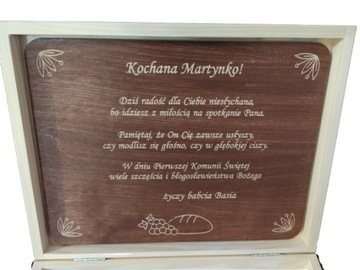 Kochana Martynko!
Dziś radość dla Ciebie niesłychana,
bo idziesz z miłością na spotkanie Pana.
Pamiętaj, że On Cię zawsze usłyszy,
czy modlisz się głośno, czy w głębokiej ciszy.
W dniu Pierwszej Komunii Świętej
wiele szczęścia i błogosławieństwa Bożego
życzy babcia Basia